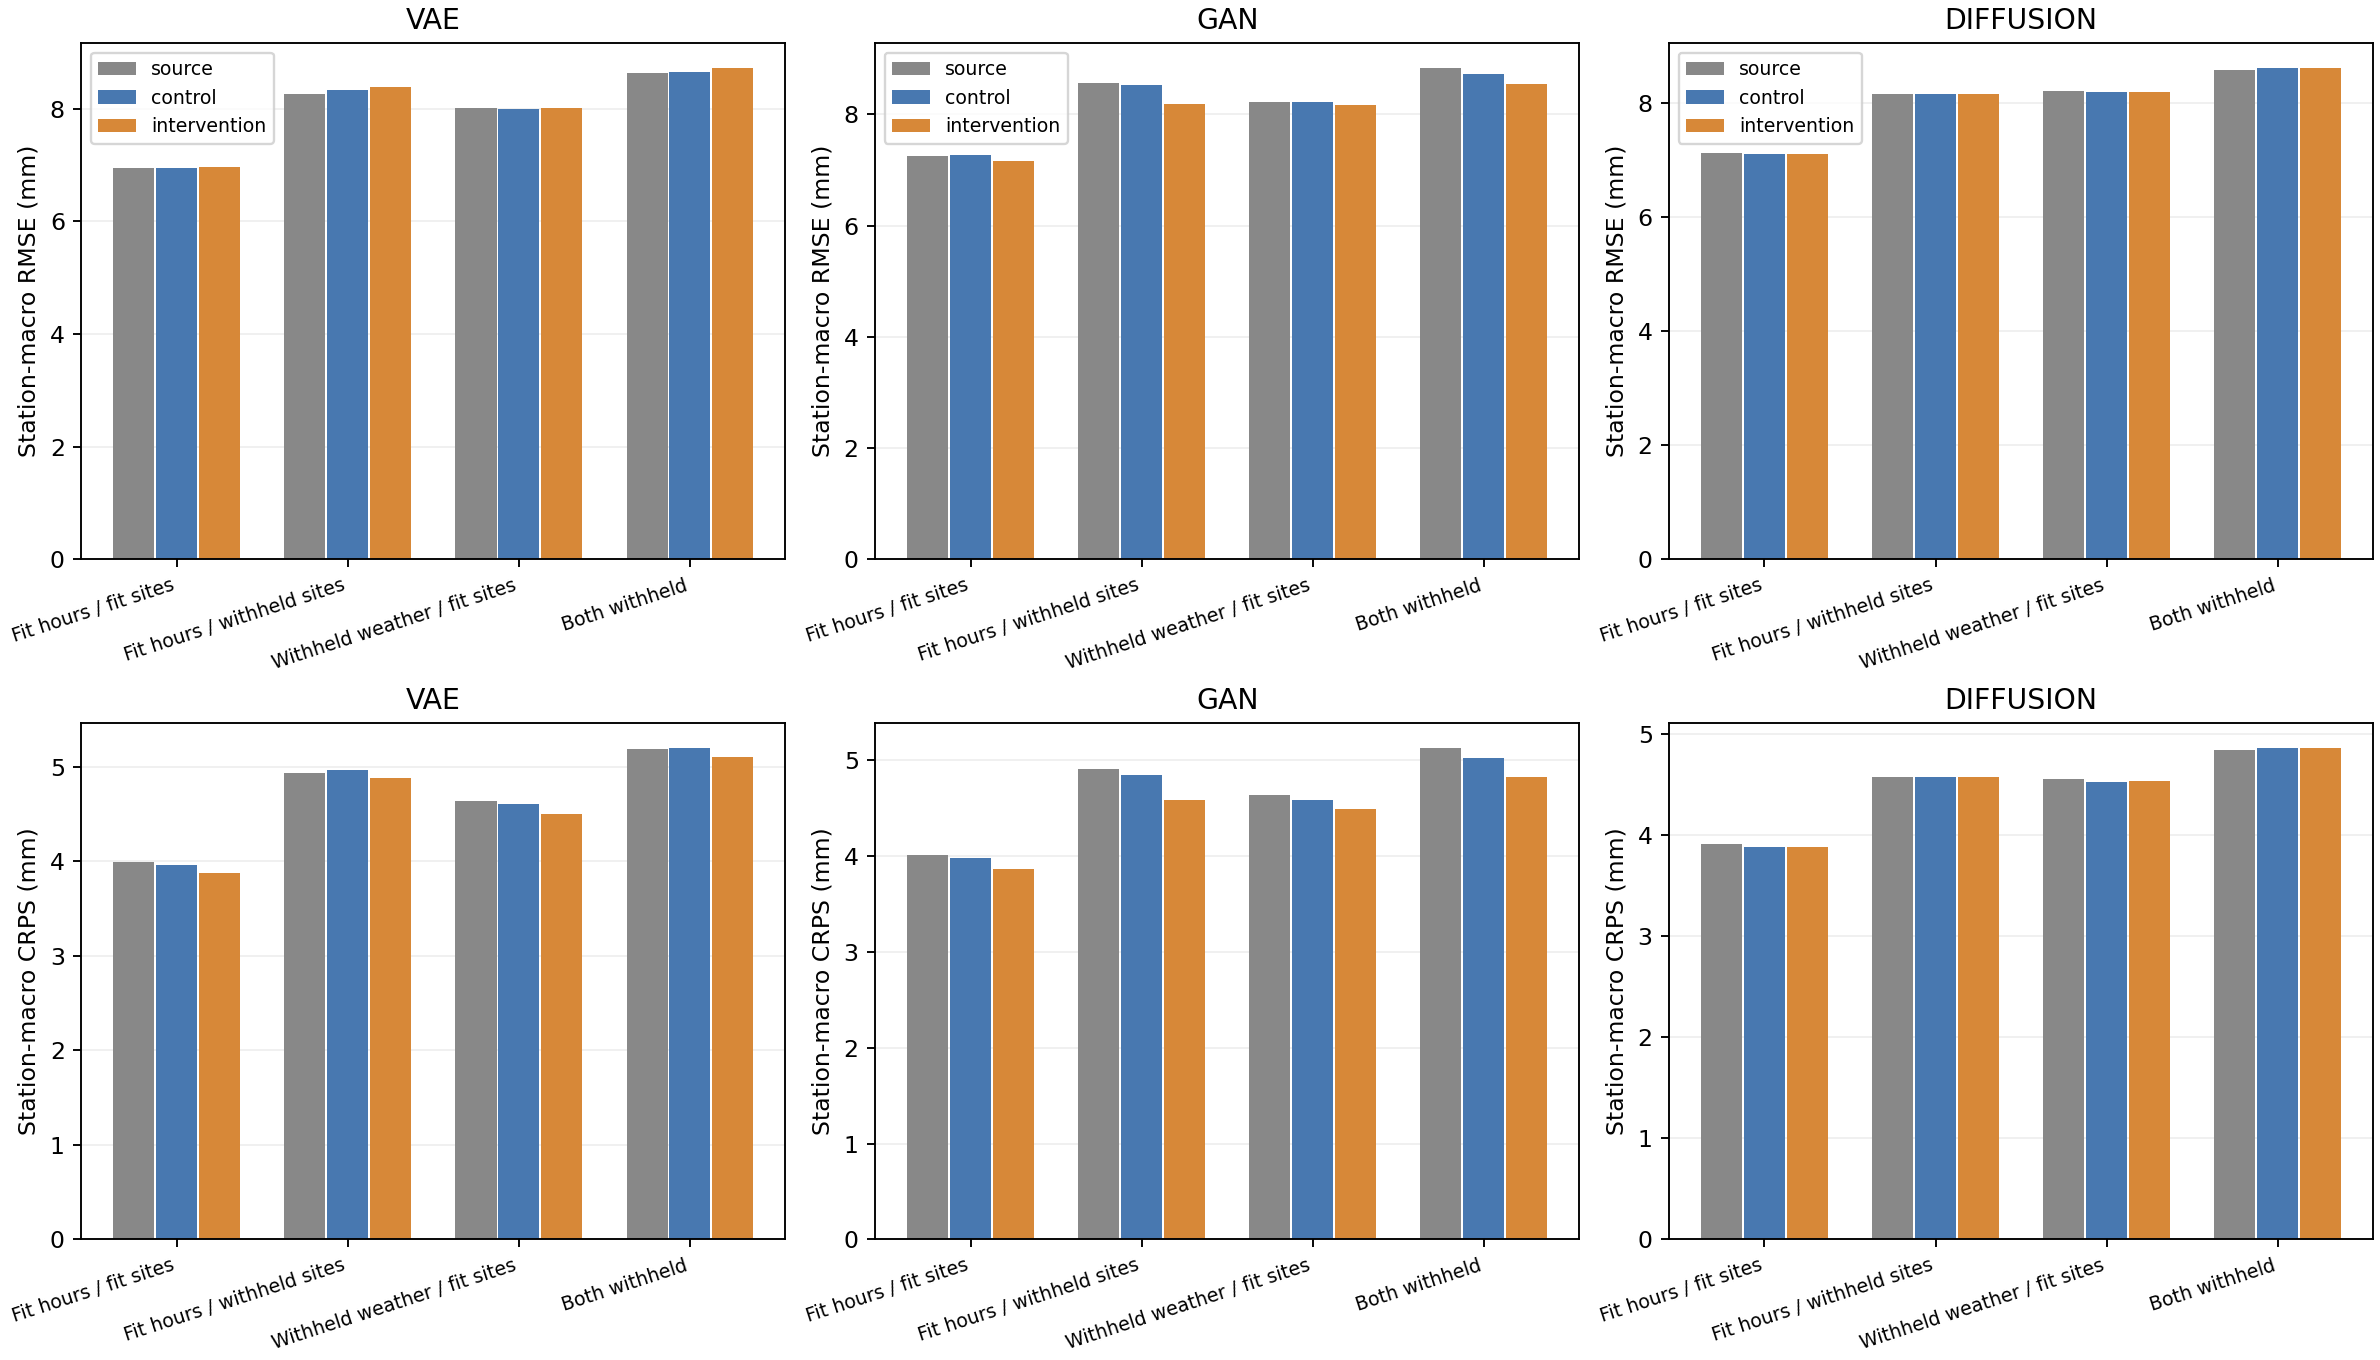 VAE
Station-macro RMSE (mm)
8
6
4
2
0
source
control
intervention
Fit hours / fit sites
Fit hours / withheld sites
Withheld weather / fit sites
Both withheld
GAN
Station-macro RMSE (mm)
8
6
4
2
0
source
control
intervention
Fit hours / fit sites
Fit hours / withheld sites
Withheld weather / fit sites
Both withheld
DIFFUSION
Station-macro RMSE (mm)
8
6
4
2
0
source
control
intervention
Fit hours / fit sites
Fit hours / withheld sites
Withheld weather / fit sites
Both withheld
VAE
Station-macro CRPS (mm)
5
4
3
2
1
0
Fit hours / fit sites
Fit hours / withheld sites
Withheld weather / fit sites
Both withheld
GAN
Station-macro CRPS (mm)
5
4
3
2
1
0
Fit hours / fit sites
Fit hours / withheld sites
Withheld weather / fit sites
Both withheld
DIFFUSION
Station-macro CRPS (mm)
5
4
3
2
1
0
Fit hours / fit sites
Fit hours / withheld sites
Withheld weather / fit sites
Both withheld